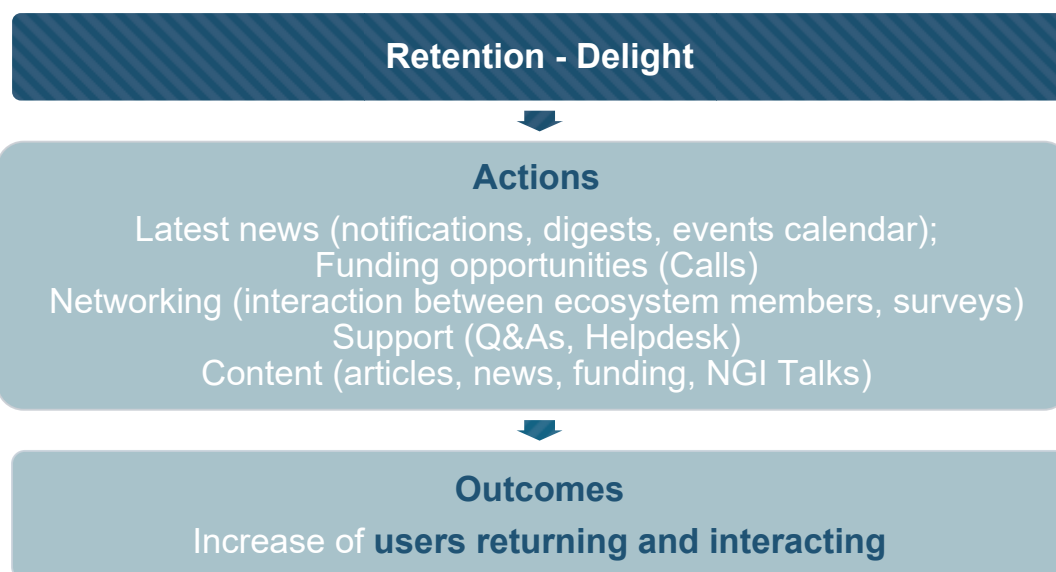 Retention - Delight
Actions
Latest news (notifications, digests, events calendar);
Funding opportunities (Calls)
Networking (interaction between ecosystem members, surveys)
Support (Q&As, Helpdesk)
Content (articles, news, funding, NGI Talks)
Outcomes
Increase of users returning and interacting